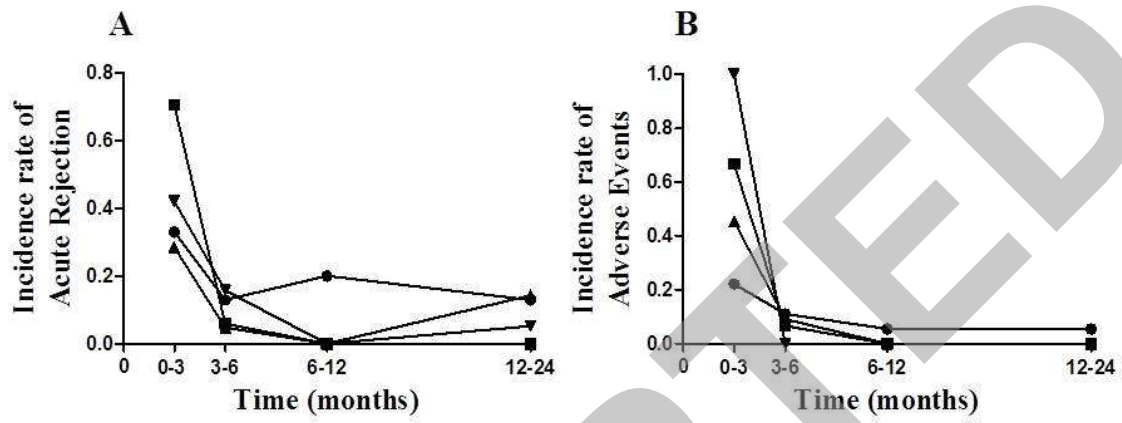 A
Incidence rate of
Acute Rejection
0.8
0.6
0.4
0.2
0.0
0 0-3 3-6 6-12 12-24
Time (months)
B
Incidence rate of
Adverse Events
1.0
0.8
0.6
0.4
0.2
0.0
0 0-3 3-6 6-12 12-24
Time (months)
PTED